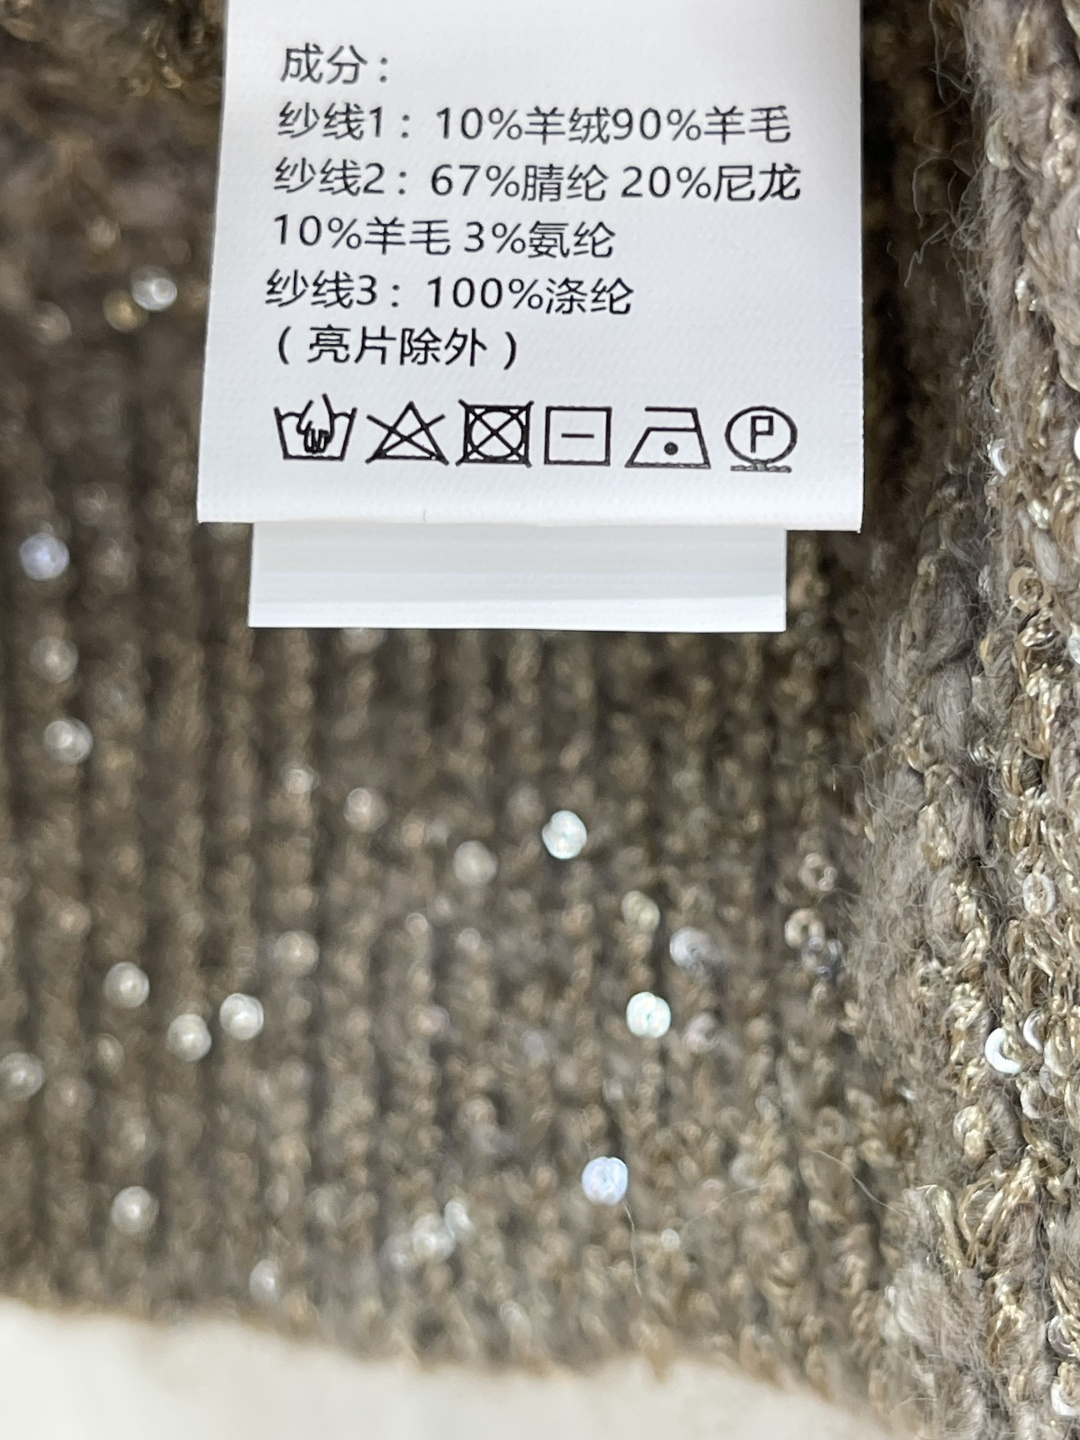 成分：
纱线1：10%羊绒90%羊毛
纱线2：67%腈纶 20%尼龙
10%羊毛 3%氨纶
纱线3：100%涤纶
（亮片除外）
P